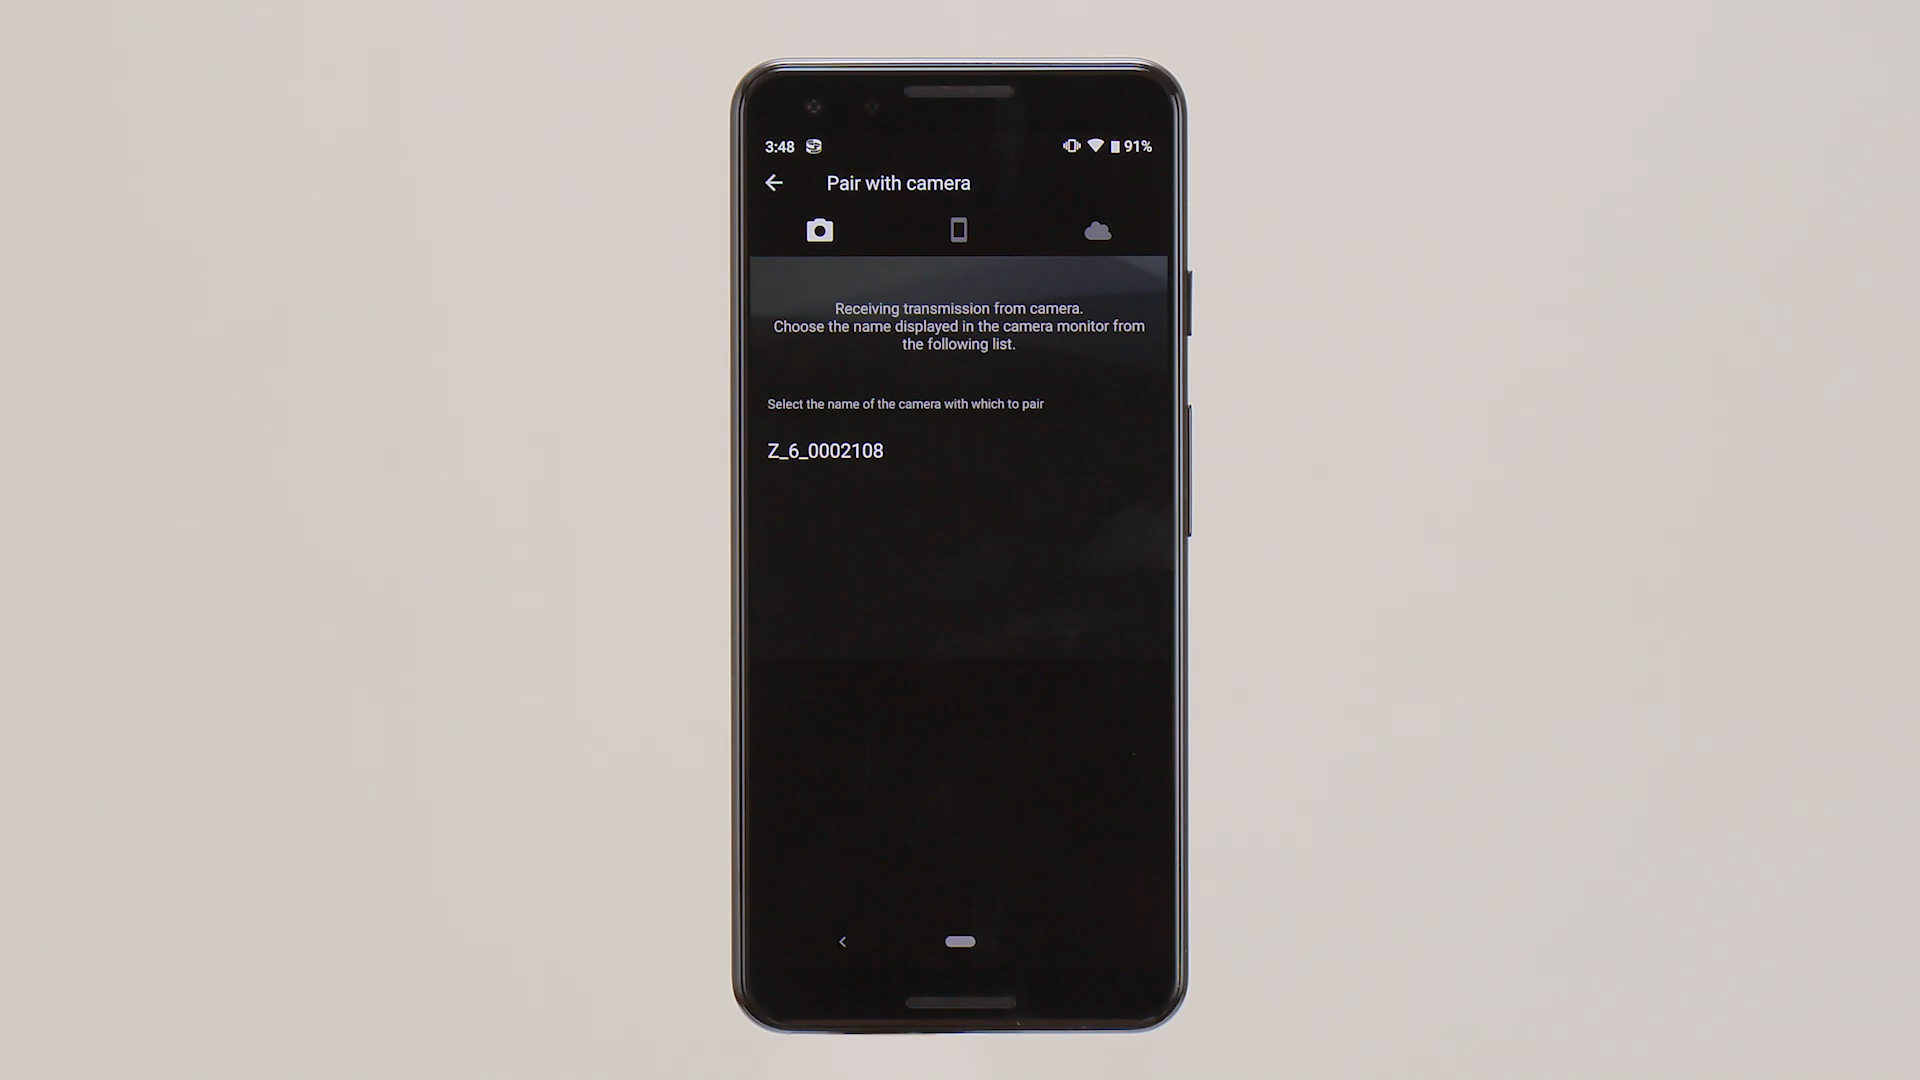 3:48
91%
Pair with camera
Receiving transmission from camera.
Choose the name displayed in the camera monitor from
the following list.
Select the name of the camera with which to pair
Z_6_0002108